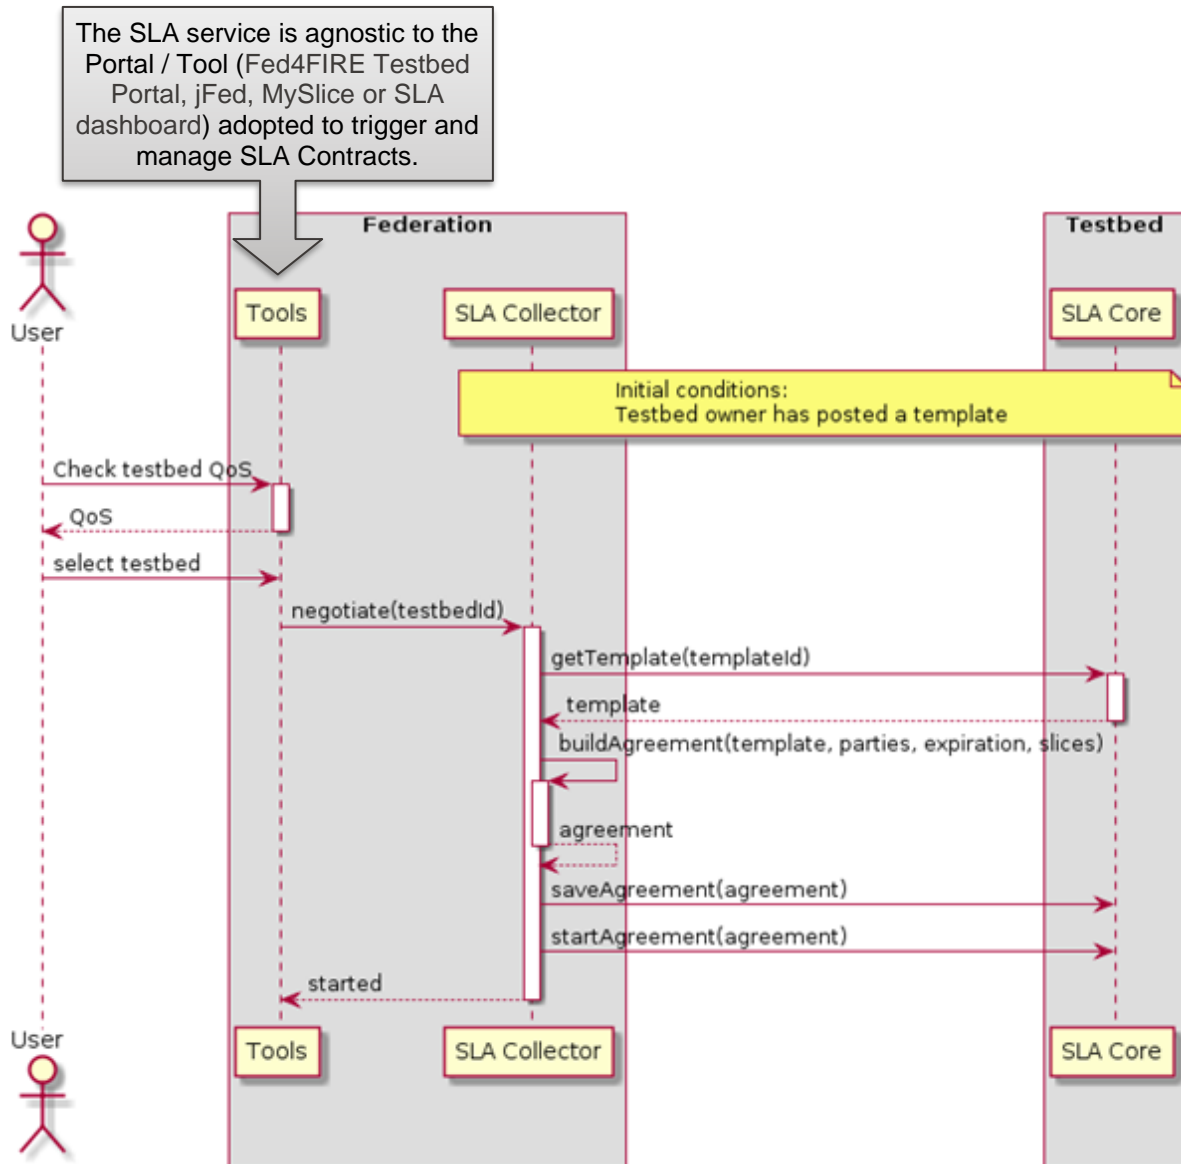 The SLA service is agnostic to the
Portal / Tool (Fed4FIRE Testbed
Portal, jFed, MySlice or SLA
dashboard) adopted to trigger and
manage SLA Contracts.
Federation
Testbed
User
Tools
SLA Collector
SLA Core
Initial conditions:
Testbed owner has posted a template
Check testbed QoS
QoS
select testbed
negotiate(testbedId)
getTemplate(templateId)
template
buildAgreement(template, parties, expiration, slices)
agreement
saveAgreement(agreement)
startAgreement(agreement)
started
User
Tools
SLA Collector
SLA Core